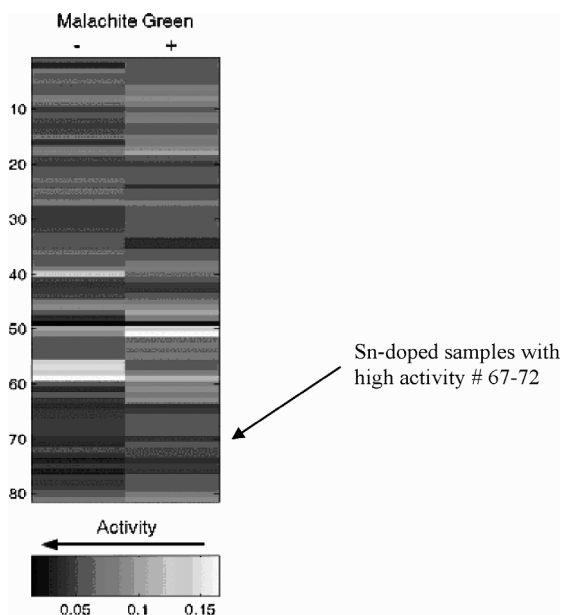 Malachite Green
- +
10
20
30
40
50
60
70
80
Sn-doped samples with
high activity # 67-72
Activity
0.05 0.1 0.15